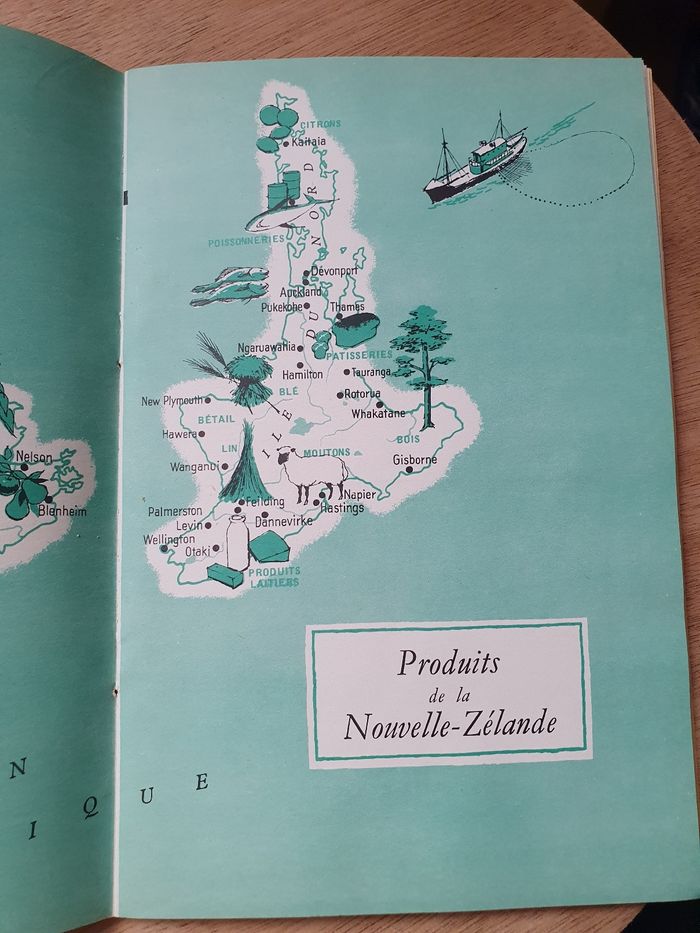 CITRONS
Kaitaia
ILE DU NORD
POISSONNERIES
Devonport
Auckland
Pukekohe
Thames
Ngaruawahia
PATISSERIES
Hamilton
Tauranga
BLÉ
Rotorua
New Plymouth
Whakatane
BÉTAIL
Hawera
BOIS
LIN
MOUTONS
Nelson
Wanganui
Gisborne
Blenheim
Feilding
Napier
Hastings
Palmerston
Levin
Dannevirke
Wellington
Otaki
PRODUITS
LAITIERS
Produits
de la
Nouvelle-Zélande
N
I Q U E